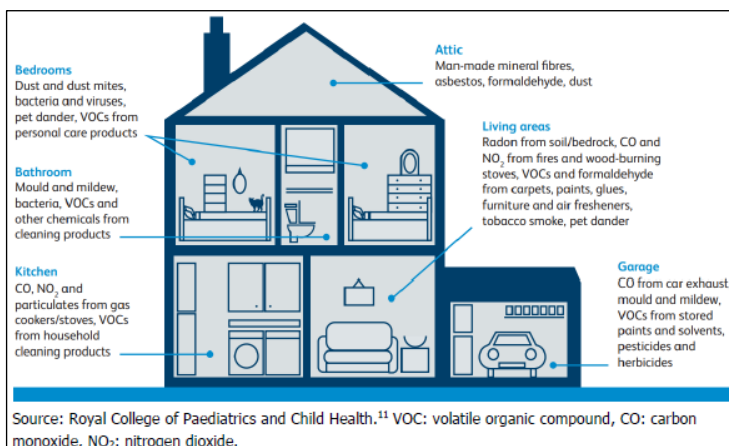 Bedrooms
Dust and dust mites,
bacteria and viruses,
pet dander, VOCs from
personal care products
Bathroom
Mould and mildew,
bacteria, VOCs and
other chemicals from
cleaning products
Kitchen
CO, NO₂ and
particulates from gas
cookers/stoves, VOCs
from household
cleaning products
Attic
Man-made mineral fibres,
asbestos, formaldehyde, dust
Living areas
Radon from soil/bedrock, CO and
NO₂ from fires and wood-burning
stoves, VOCs and formaldehyde
from carpets, paints, glues,
furniture and air fresheners,
tobacco smoke, pet dander
Garage
CO from car exhaust
mould and mildew,
VOCs from stored
paints and solvents,
pesticides and
herbicides
Source: Royal College of Paediatrics and Child Health.¹¹ VOC: volatile organic compound, CO: carbon
monoxide. NO₂: nitrogen dioxide.